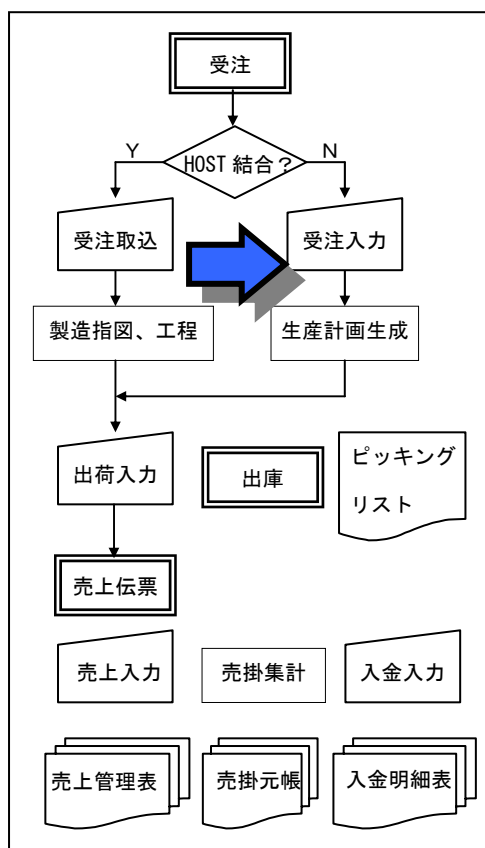 受注
Y
HOST 結合？
N
受注取込
受注入力
製造指図、工程
生産計画生成
出荷入力
出庫
ピッキング
リスト
売上伝票
売上入力
売掛集計
入金入力
売上管理表
売掛元帳
入金明細表